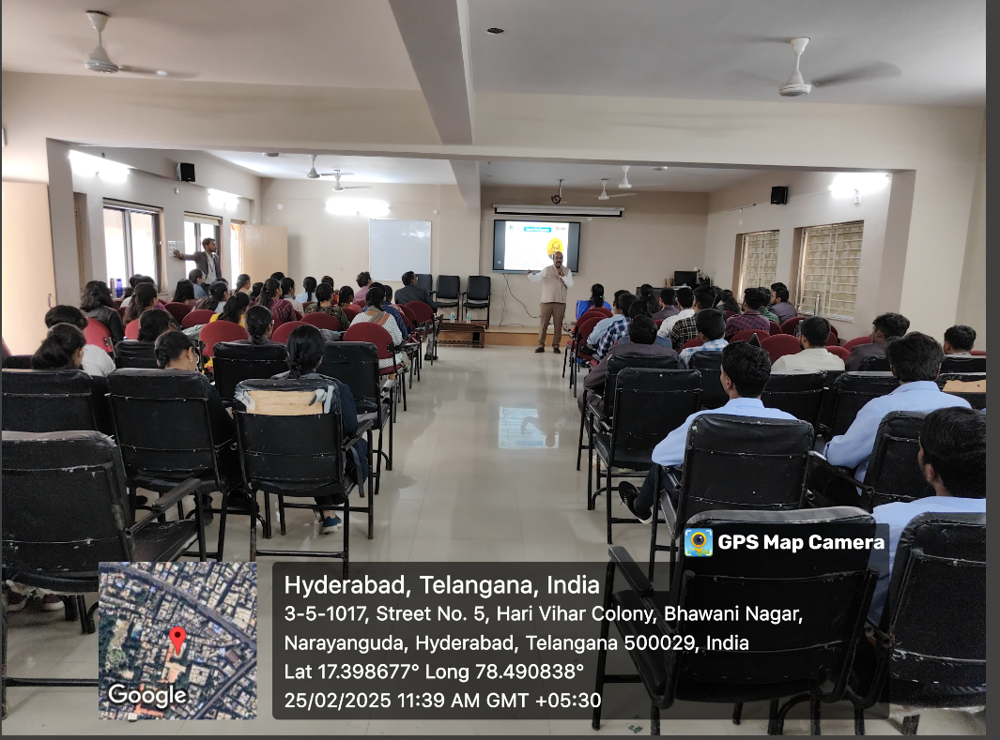 GPS Map Camera
Hyderabad, Telangana, India
3-5-1017, Street No. 5, Hari Vihar Colony, Bhawani Nagar,
Narayanguda, Hyderabad, Telangana 500029, India
Lat 17.398677° Long 78.490838°
25/02/2025 11:39 AM GMT +05:30
Google